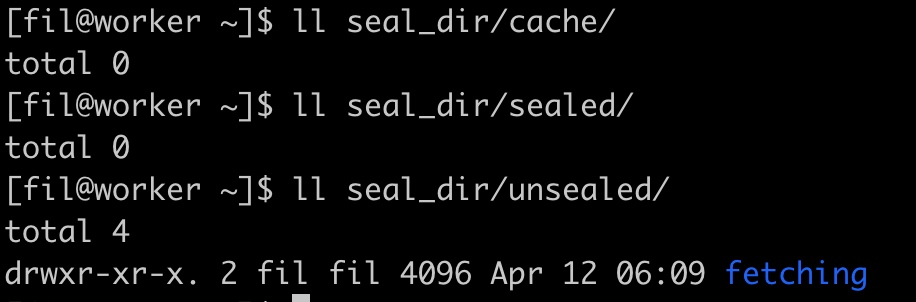 [fil@worker ~]$ ll seal_dir/cache/
total 0
[fil@worker ~]$ ll seal_dir/sealed/
total 0
[fil@worker ~]$ ll seal_dir/unsealed/
total 4
drwxr-xr-x. 2 fil fil 4096 Apr 12 06:09 fetching